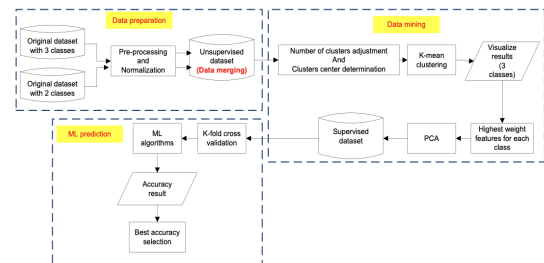 Data preparation
Original dataset
with 3 classes
Original dataset
with 2 classes
Pre-processing
and
Normalization
Unsupervised
dataset
(Data merging)
Data mining
Number of clusters adjustment
And
Clusters center determination
K-mean
clustering
Visualize
results
(3
classes)
Highest weight
features for each
class
PCA
Supervised
dataset
ML prediction
K-fold cross
validation
ML
algorithms
Accuracy
result
Best accuracy
selection